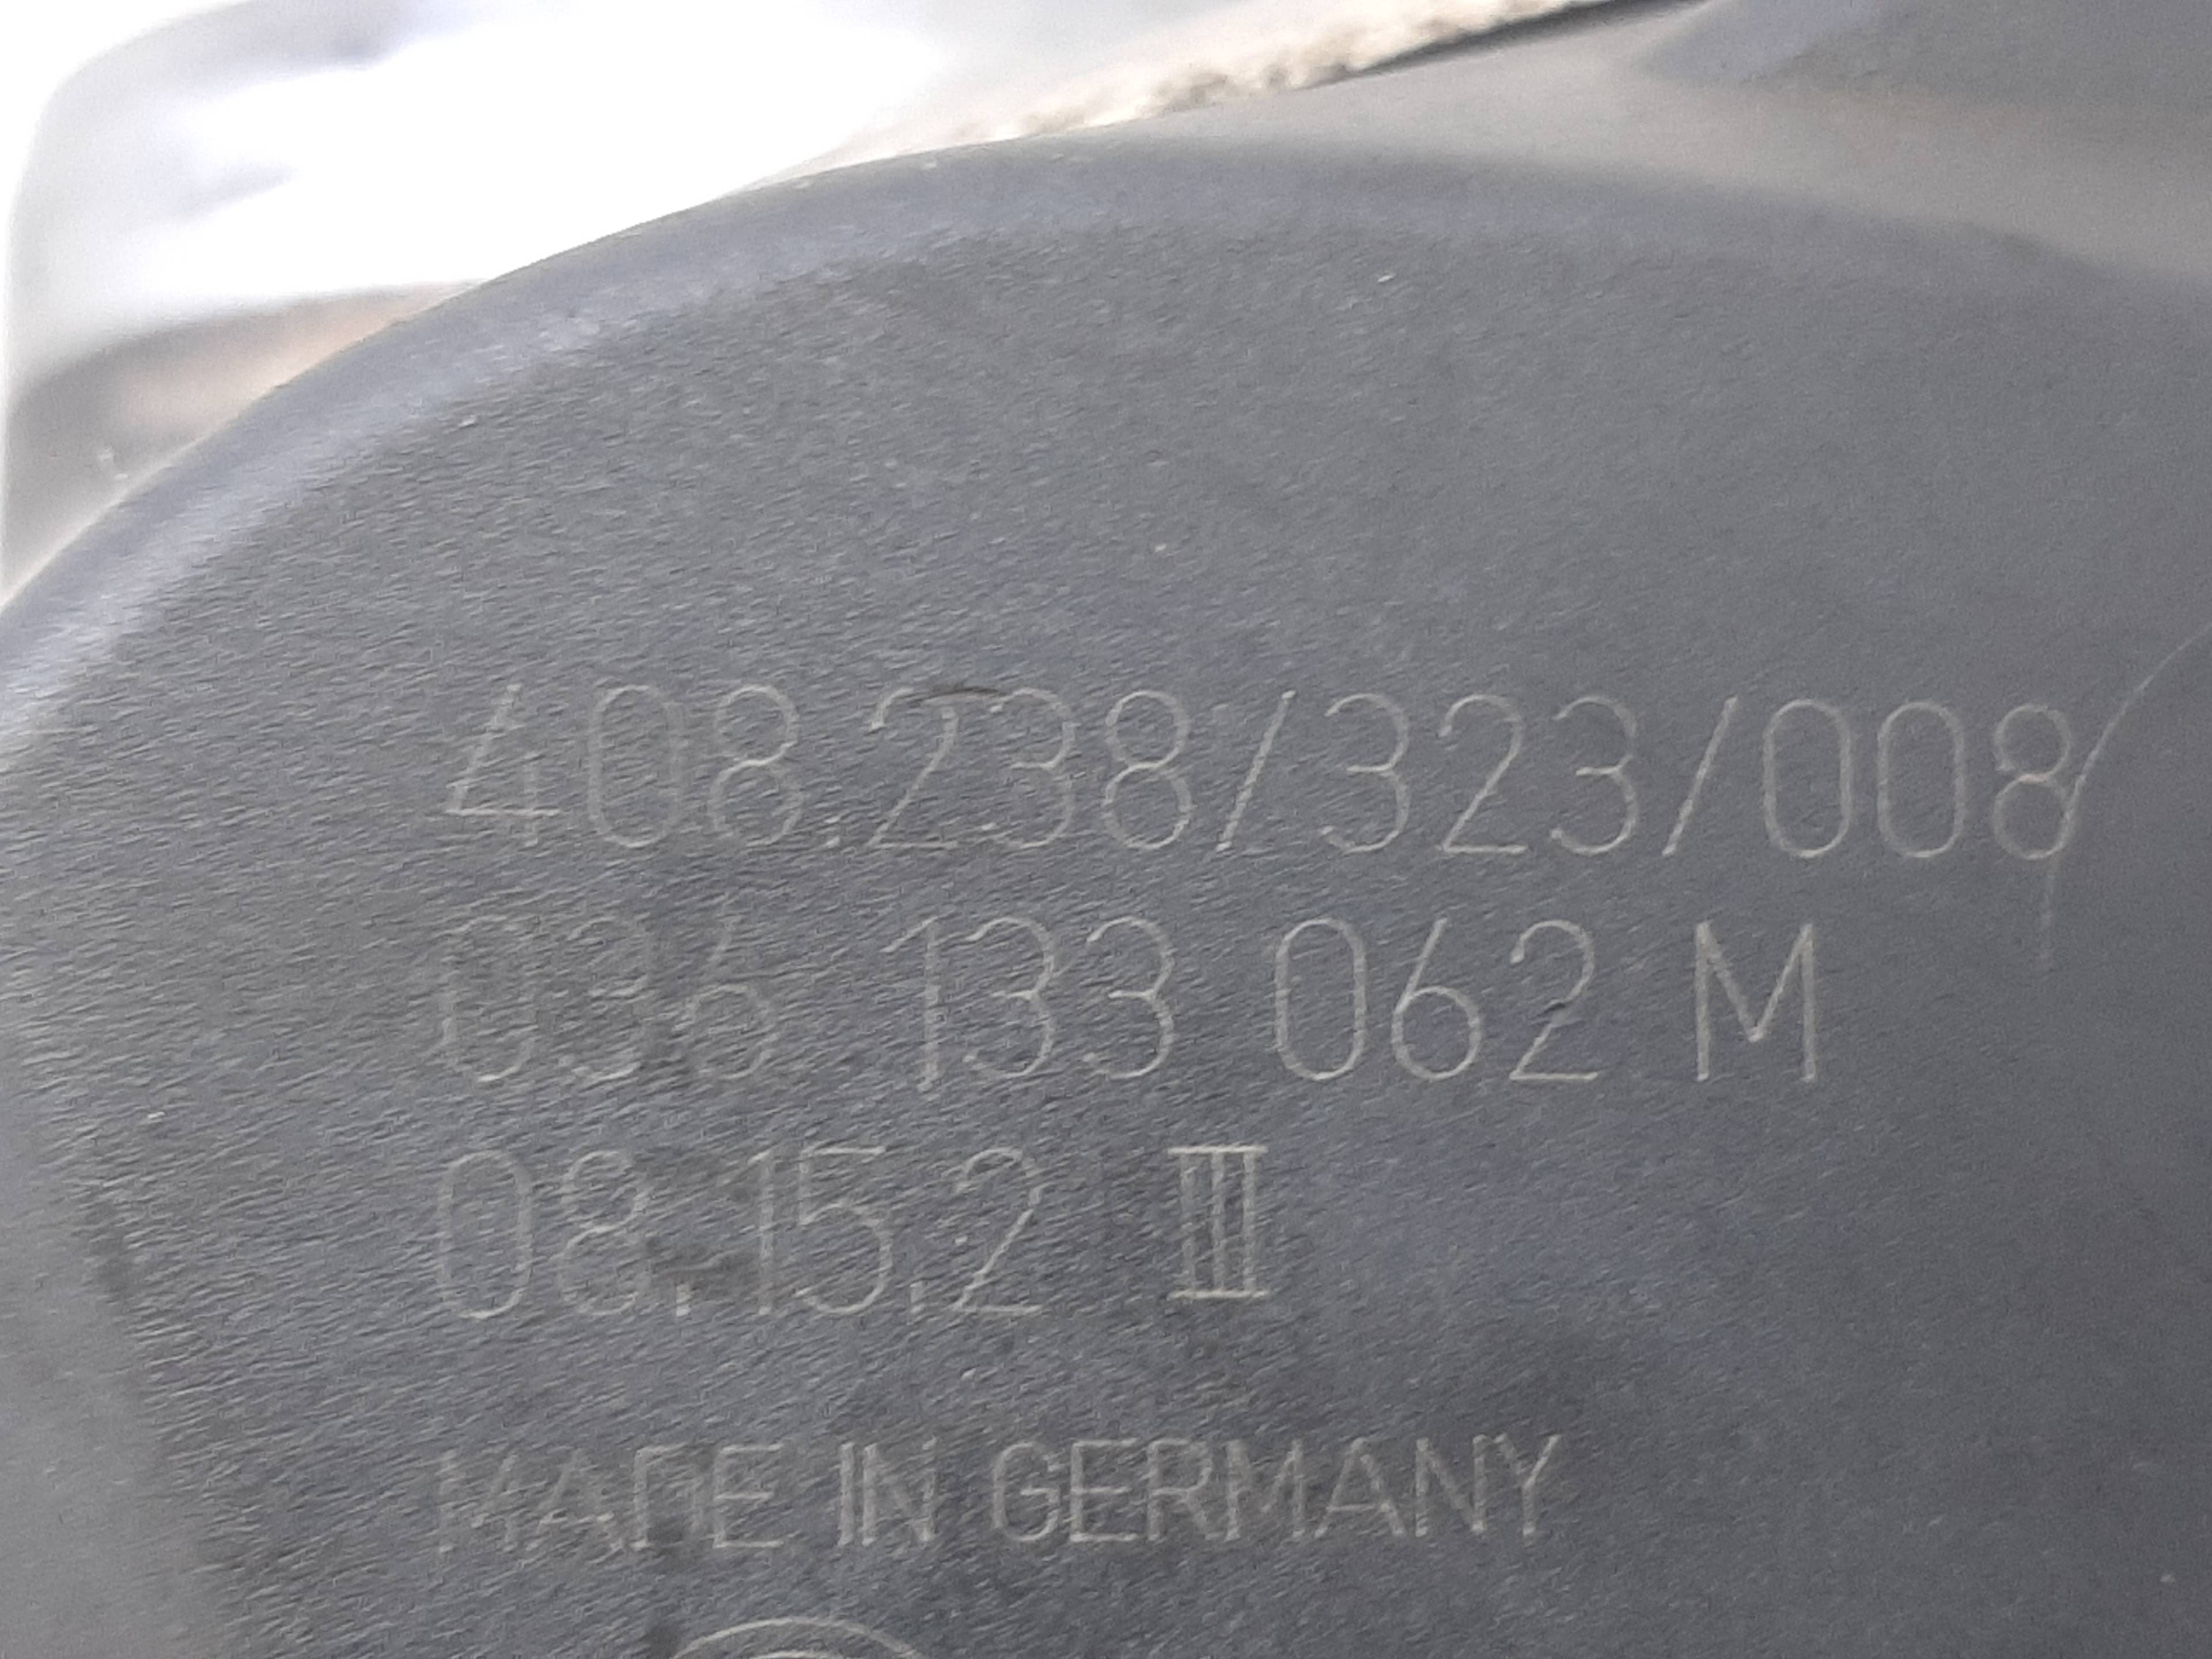 408.238/323/008
036 133 062 M
08.15.2 III
MADE IN GERMANY